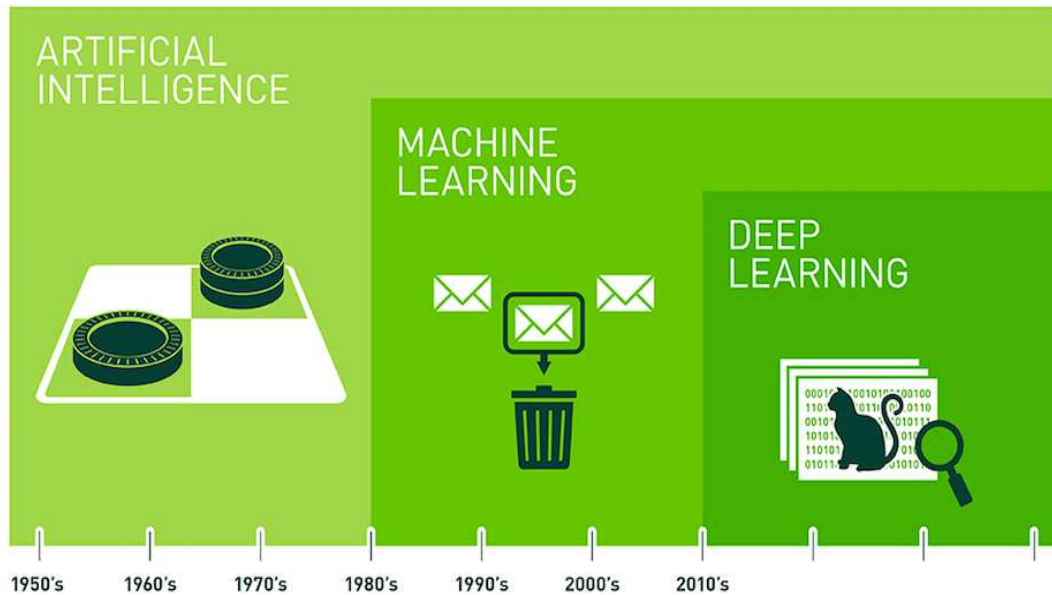 ARTIFICIAL
INTELLIGENCE
MACHINE
LEARNING
DEEP
LEARNING
1950's 1960's 1970's 1980's 1990's 2000's 2010's